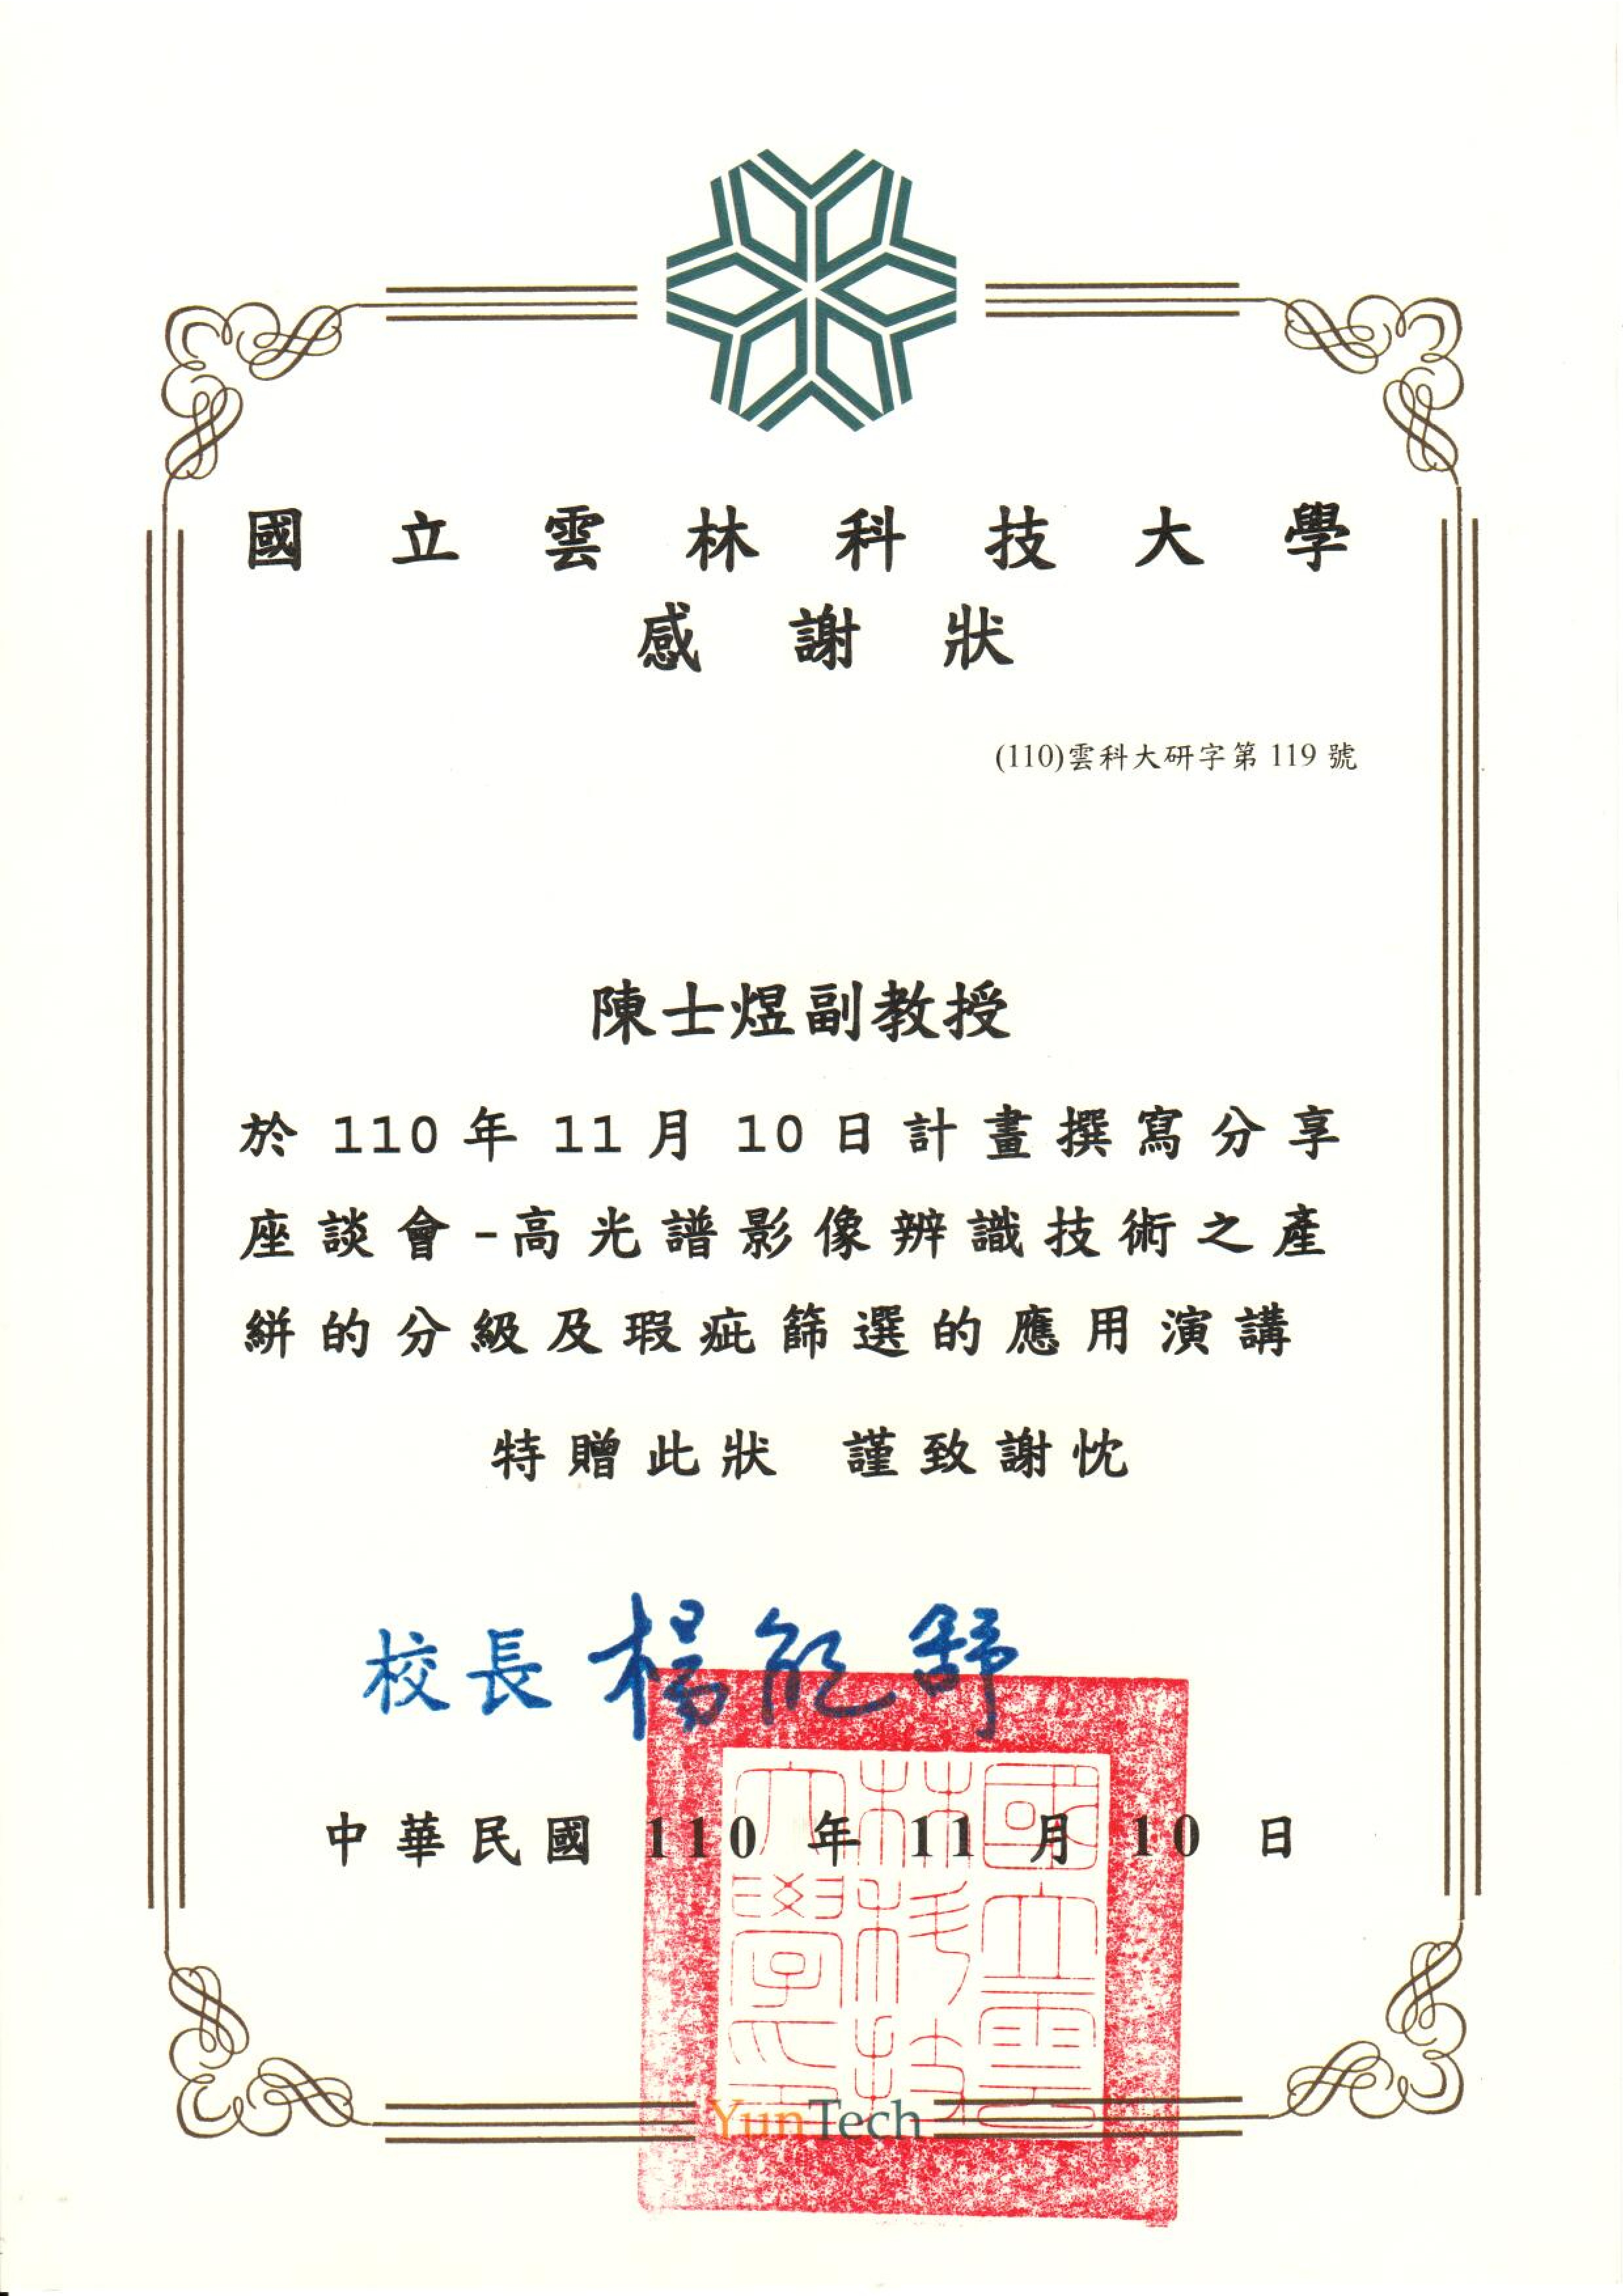 國立雲林科技大學
感謝狀
(110)雲科大研字第 119 號
陳士煜副教授
於 110 年 11 月 10 日計畫撰寫分享
座談會-高光譜影像辨識技術之產
絣的分級及瑕疵篩選的應用演講
特贈此狀 謹致謝忱
校長 楊能舒
中華民國 110 年 11 月 10 日
國立雲林科技大學印
YunTech